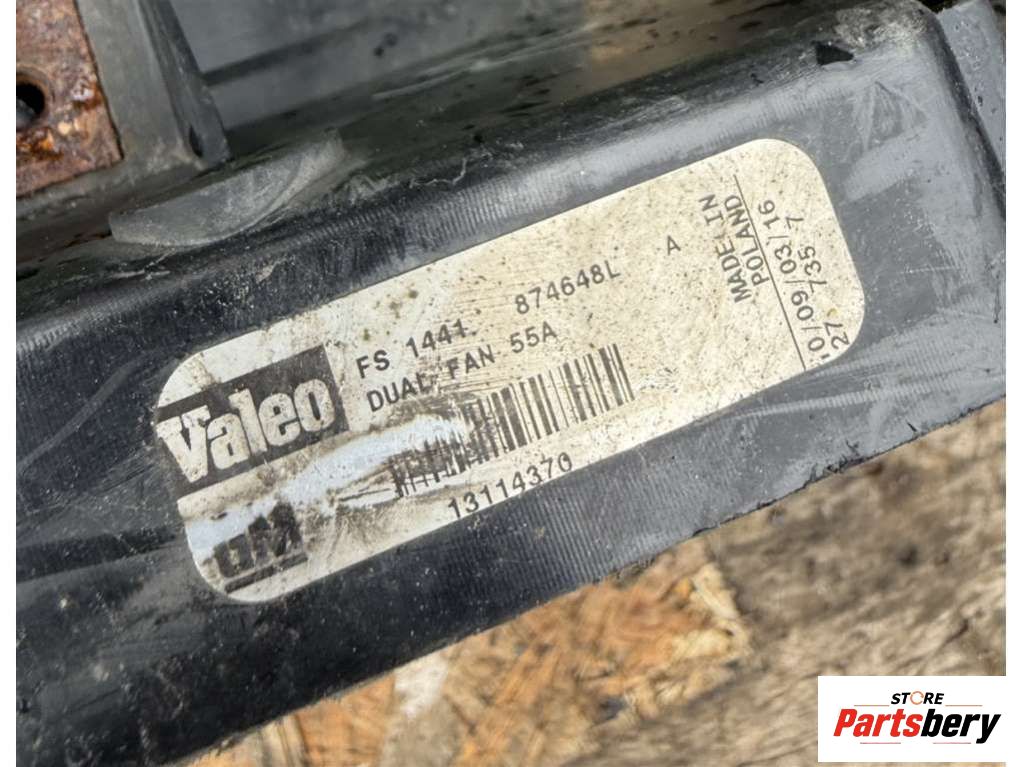 Valeo
GM
FS 1441. 874648L A
DUAL FAN 55A
13114370
MADE IN
POLAND
10/09/03/16
27 735 7
STORE
Partsbery